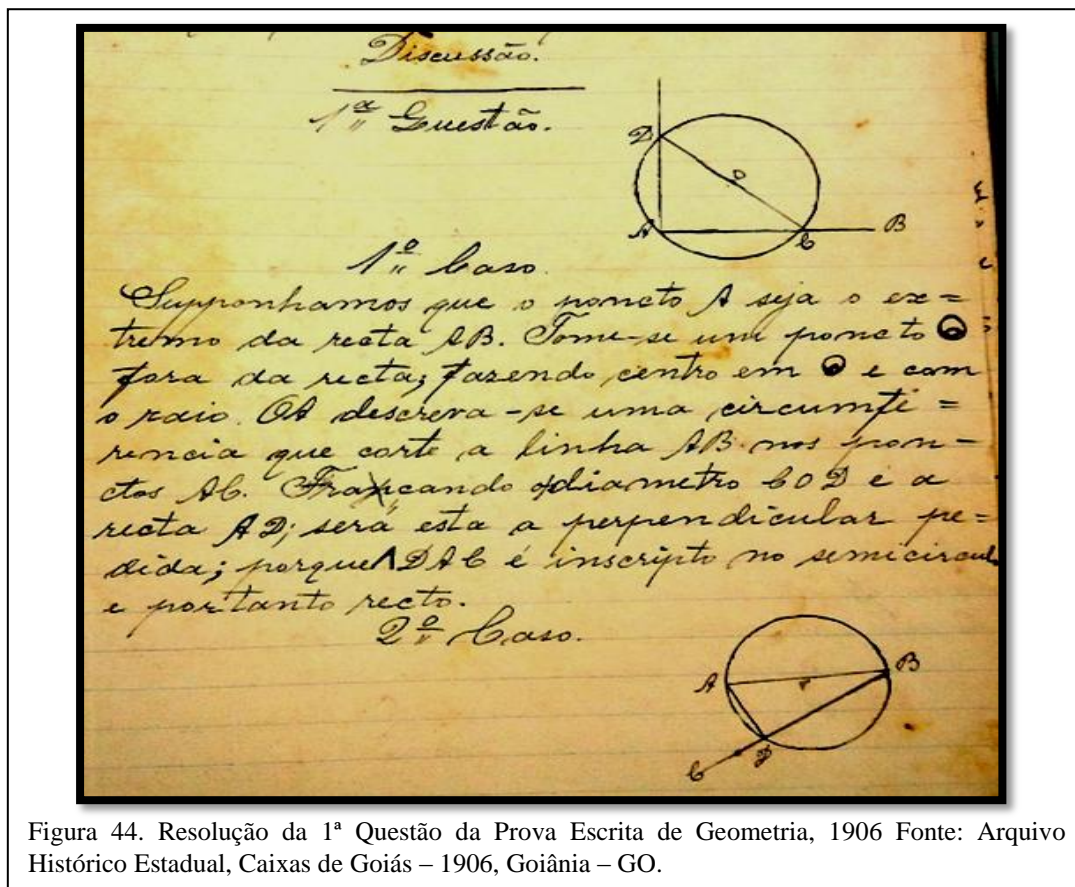 Discussão.
1ª Questão.
D
O
A
C
B
1º Caso
Supponhamos que o poncto A seja o ex=
tremo da recta AB. Tome-se um poncto O
fora da recta; fazendo centro em O e com
o raio OA descreva-se uma circumfe=
rencia que corte a linha AB nos pon-
ctos AC. Trancando o diametro COD e a
recta AD; será esta a perpendicular pe=
dida; porque ^DAC é inscripto no semicircul
e portanto recto.
2º Caso.
A
B
C
D
Figura 44. Resolução da 1ª Questão da Prova Escrita de Geometria, 1906 Fonte: Arquivo
Histórico Estadual, Caixas de Goiás – 1906, Goiânia – GO.